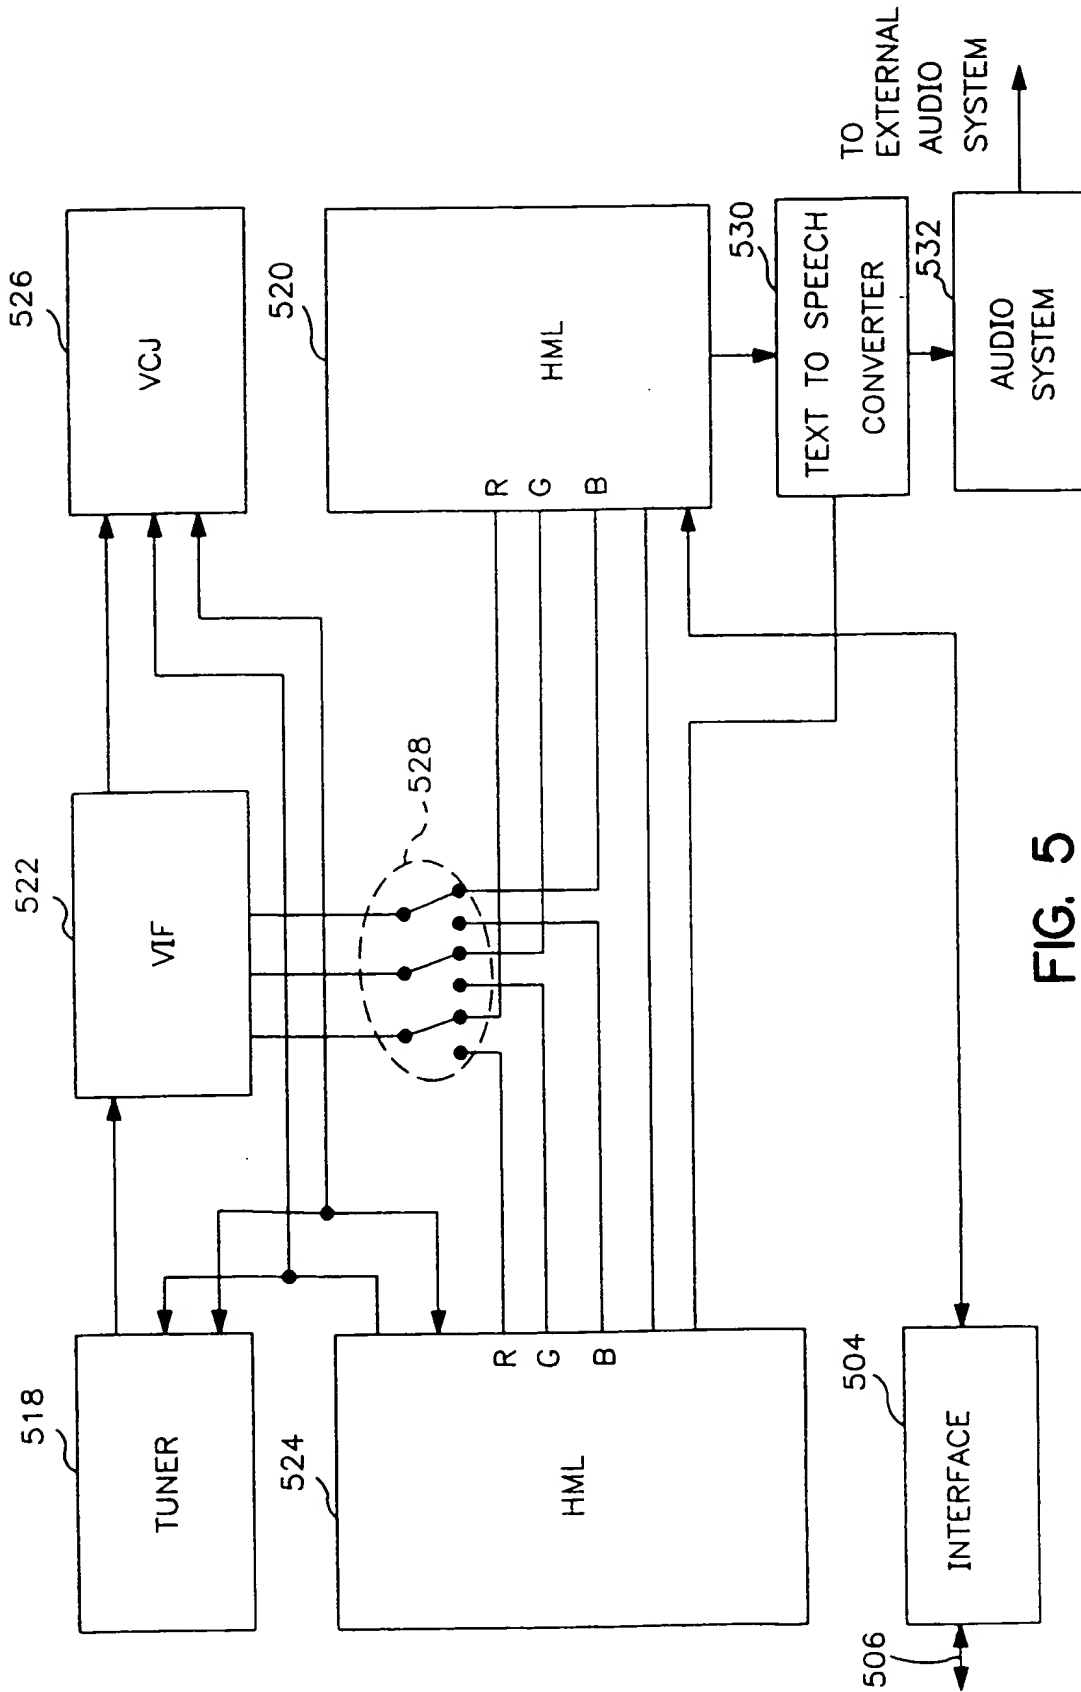 518
TUNER
522
VIF
526
VCJ
524
HML
R
G
B
528
520
HML
R
G
B
530
TEXT TO SPEECH
CONVERTER
532
AUDIO
SYSTEM
TO
EXTERNAL
AUDIO
SYSTEM
504
INTERFACE
506
FIG. 5